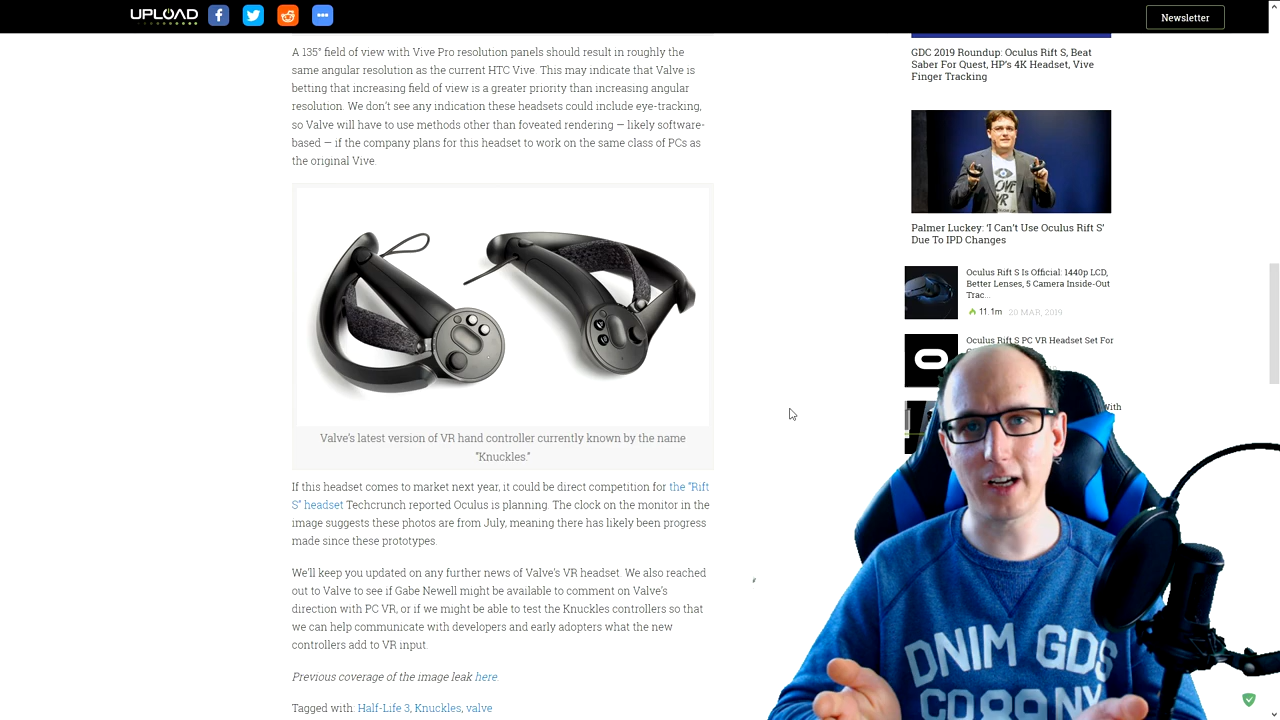 UPLOAD
Newsletter
A 135° field of view with Vive Pro resolution panels should result in roughly the
same angular resolution as the current HTC Vive. This may indicate that Valve is
betting that increasing field of view is a greater priority than increasing angular
resolution. We don't see any indication these headsets could include eye-tracking,
so Valve will have to use methods other than foveated rendering — likely software-
based — if the company plans for this headset to work on the same class of PCs as
the original Vive.
Valve's latest version of VR hand controller currently known by the name
"Knuckles."
If this headset comes to market next year, it could be direct competition for the "Rift
S" headset Techcrunch reported Oculus is planning. The clock on the monitor in the
image suggests these photos are from July, meaning there has likely been progress
made since these prototypes.
We'll keep you updated on any further news of Valve's VR headset. We also reached
out to Valve to see if Gabe Newell might be available to comment on Valve's
direction with PC VR, or if we might be able to test the Knuckles controllers so that
we can help communicate with developers and early adopters what the new
controllers add to VR input.
Previous coverage of the image leak here.
Tagged with: Half-Life 3, Knuckles, valve
GDC 2019 Roundup: Oculus Rift S, Beat
Saber For Quest, HP's 4K Headset, Vive
Finger Tracking
Palmer Luckey: 'I Can't Use Oculus Rift S'
Due To IPD Changes
Oculus Rift S Is Official: 1440p LCD,
Better Lenses, 5 Camera Inside-Out
Trac...
11.1m 20 MAR, 2019
Oculus Rift S PC VR Headset Set For
With
DNIM GDS
CO89NY